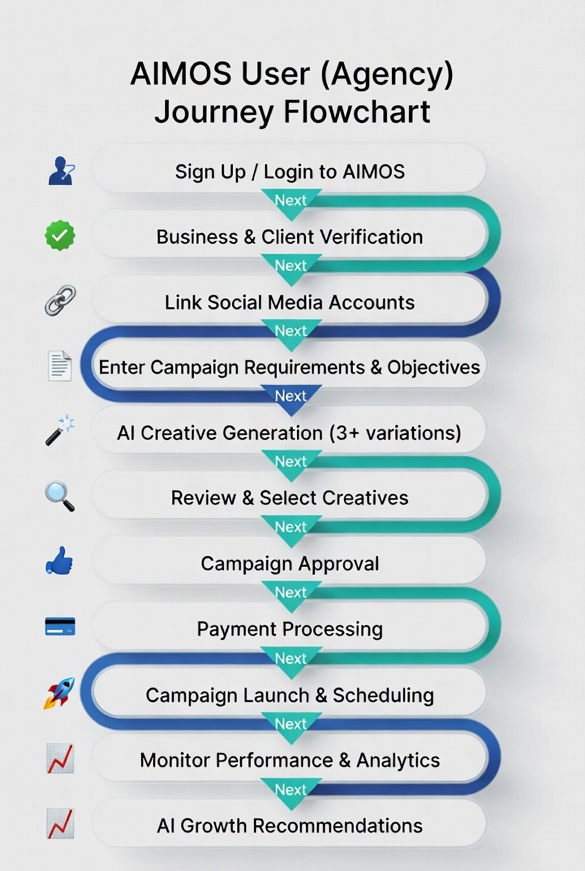 AIMOS User (Agency)
Journey Flowchart
Sign Up / Login to AIMOS
Next
Business & Client Verification
Next
Link Social Media Accounts
Next
Enter Campaign Requirements & Objectives
Next
AI Creative Generation (3+ variations)
Next
Review & Select Creatives
Next
Campaign Approval
Next
Payment Processing
Next
Campaign Launch & Scheduling
Next
Monitor Performance & Analytics
Next
AI Growth Recommendations